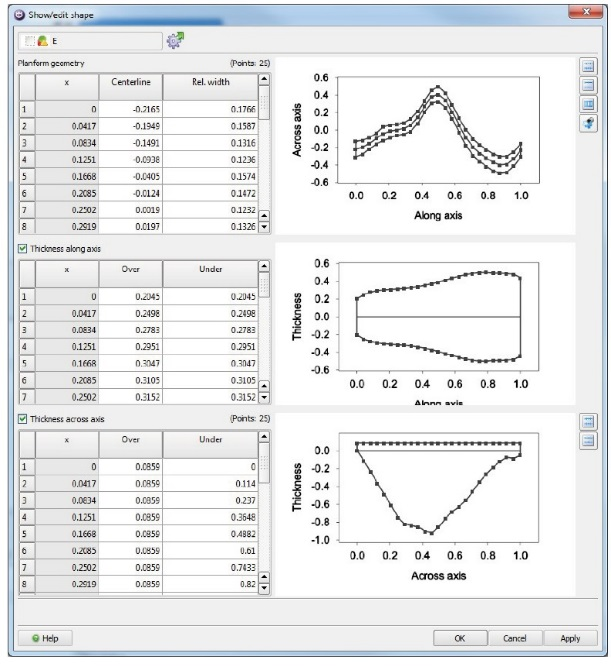 Show/edit shape
E
Planform geometry (Points: 25)
x Centerline Rel. width
1 0 -0.2165 0.1766
2 0.0417 -0.1949 0.1587
3 0.0834 -0.1491 0.1316
4 0.1251 -0.0938 0.1236
5 0.1668 -0.0405 0.1574
6 0.2085 -0.0124 0.1472
7 0.2502 0.0019 0.1232
8 0.2919 0.0197 0.1326
0.6
0.4
0.2
0.0
-0.2
-0.4
-0.6
Across axis
0.0 0.2 0.4 0.6 0.8 1.0
Along axis
Thickness along axis
x Over Under
1 0 0.2045 0.2045
2 0.0417 0.2498 0.2498
3 0.0834 0.2783 0.2783
4 0.1251 0.2951 0.2951
5 0.1668 0.3047 0.3047
6 0.2085 0.3105 0.3105
7 0.2502 0.3152 0.3152
0.6
0.4
0.2
0.0
-0.2
-0.4
-0.6
Thickness
0.0 0.2 0.4 0.6 0.8 1.0
Along axis
Thickness across axis (Points: 25)
x Over Under
1 0 0.0859 0
2 0.0417 0.0859 0.114
3 0.0834 0.0859 0.237
4 0.1251 0.0859 0.3648
5 0.1668 0.0859 0.4882
6 0.2085 0.0859 0.61
7 0.2502 0.0859 0.7433
8 0.2919 0.0859 0.82
0.0
-0.2
-0.4
-0.6
-0.8
-1.0
Thickness
0.0 0.2 0.4 0.6 0.8 1.0
Across axis
Help OK Cancel Apply